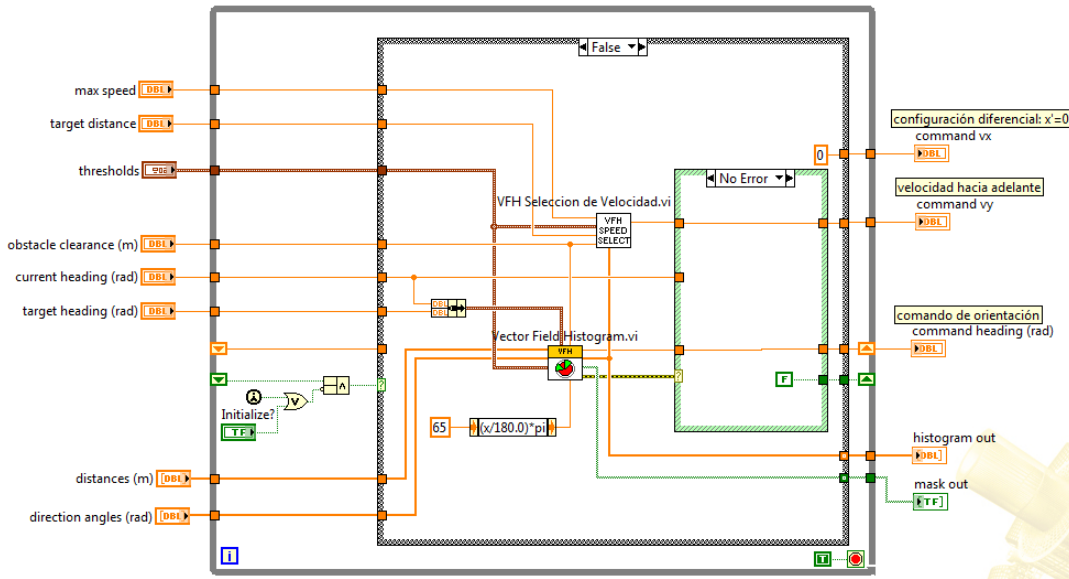 False
max speed
DBL
target distance
DBL
thresholds
obstacle clearance (m)
DBL
current heading (rad)
DBL
target heading (rad)
DBL
DBL
DBL
Initialize?
TF
distances (m)
DBL
direction angles (rad)
DBL
i
VFH Seleccion de Velocidad.vi
VFH
SPEED
SELECT
Vector Field Histogram.vi
VFH
65
(x/180.0)*pi
No Error
0
F
T
configuración diferencial: x'=0
command vx
DBL
velocidad hacia adelante
command vy
DBL
comando de orientación
command heading (rad)
DBL
histogram out
DBL
mask out
TF